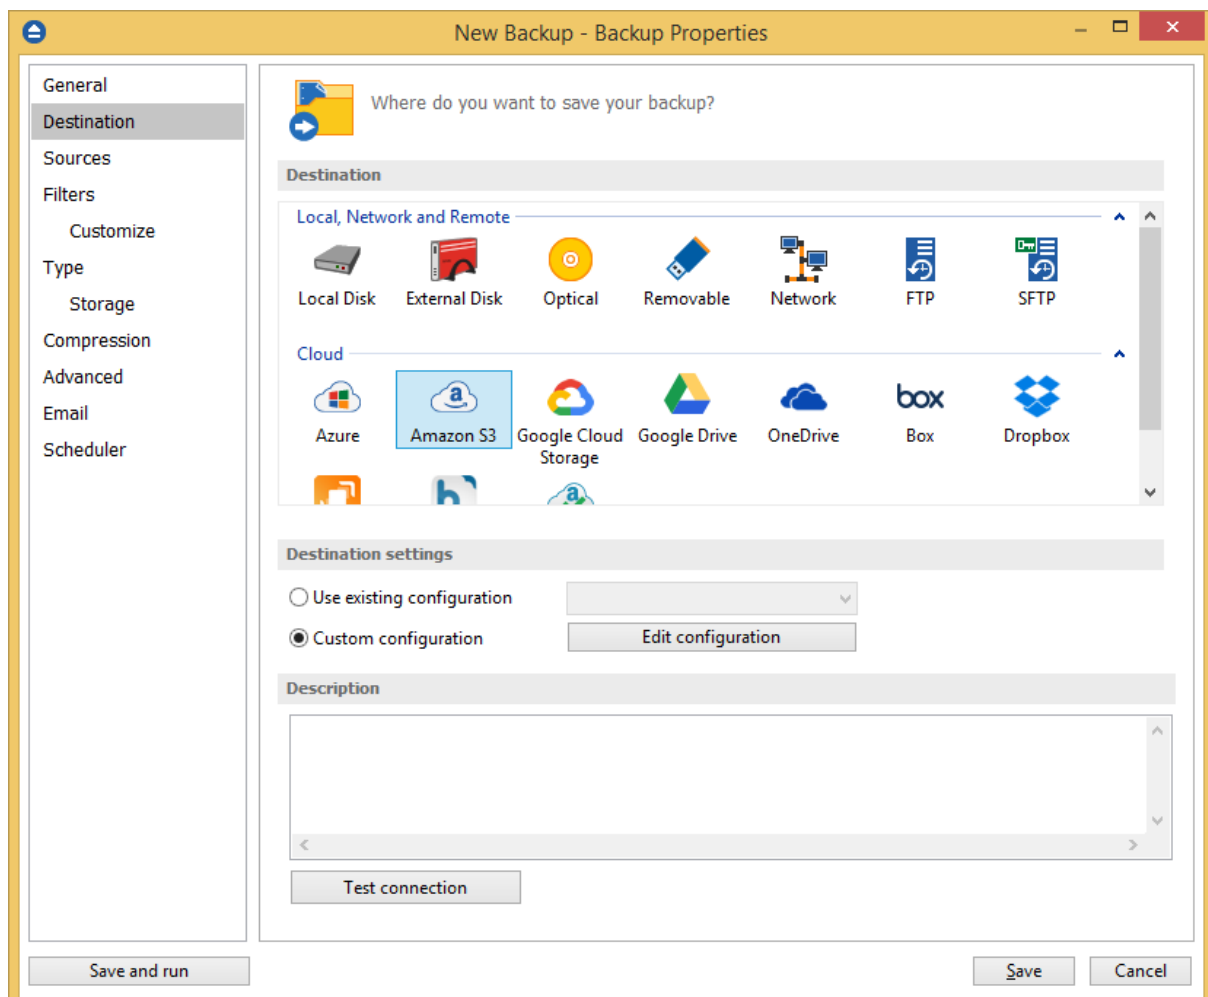 New Backup - Backup Properties
General
Destination
Sources
Filters
Customize
Type
Storage
Compression
Advanced
Email
Scheduler
Where do you want to save your backup?
Destination
Local, Network and Remote
Local Disk External Disk Optical Removable Network FTP SFTP
Cloud
a
box
Azure Amazon S3 Google Cloud Storage Google Drive OneDrive Box Dropbox
h
a
Destination settings
Use existing configuration
Custom configuration Edit configuration
Description
Test connection
Save and run Save Cancel